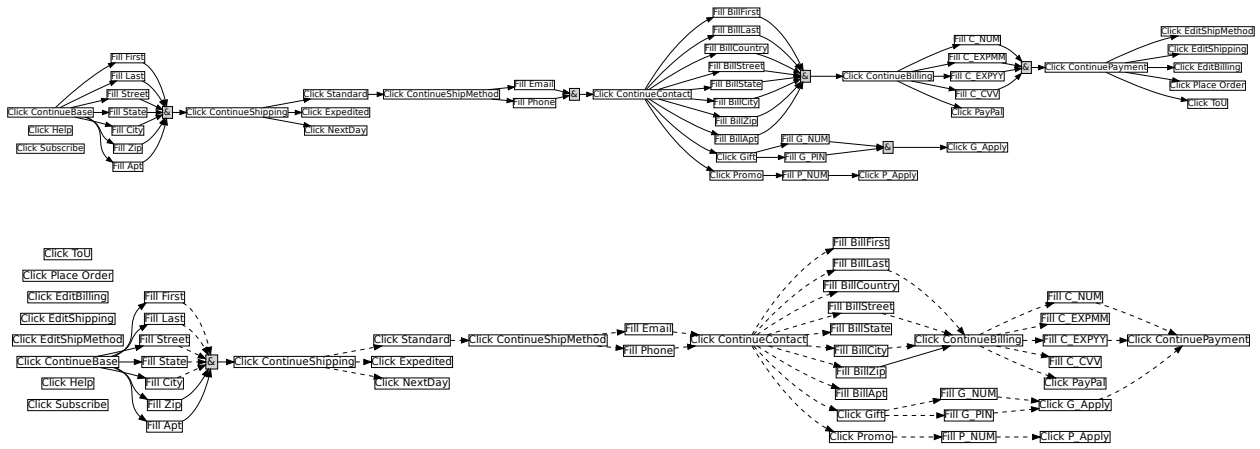 Fill BillFirst
Fill BillLast
Fill BillCountry
Fill BillStreet
Fill BillState
Fill BillCity
Fill BillZip
Fill BillApt
Click Gift
Click Promo
Click EditShipMethod
Click EditShipping
Click EditBilling
Click Place Order
Click ToU
Fill C_NUM
Fill C_EXPMM
Fill C_EXPYY
Fill C_CVV
Click PayPal
Fill First
Fill Last
Fill Street
Fill State
Fill City
Fill Zip
Fill Apt
Click ContinueBase
Click Help
Click Subscribe
&
Click ContinueShipping
Click Standard
Click Expedited
Click NextDay
Click ContinueShipMethod
Fill Email
Fill Phone
&
Click ContinueContact
&
Click ContinueBilling
&
Click ContinuePayment
Fill G_NUM
Fill G_PIN
&
Click G_Apply
Fill P_NUM
Click P_Apply
Click ToU
Click Place Order
Click EditBilling
Click EditShipping
Click EditShipMethod
Click ContinueBase
Click Help
Click Subscribe
Fill First
Fill Last
Fill Street
Fill State
Fill City
Fill Zip
Fill Apt
&
Click ContinueShipping
Click Standard
Click Expedited
Click NextDay
Click ContinueShipMethod
Fill Email
Fill Phone
Click ContinueContact
Fill BillFirst
Fill BillLast
Fill BillCountry
Fill BillStreet
Fill BillState
Fill BillCity
Fill BillZip
Fill BillApt
Click Gift
Click Promo
Click ContinueBilling
Fill G_NUM
Fill G_PIN
Fill P_NUM
Fill C_NUM
Fill C_EXPMM
Fill C_EXPYY
Fill C_CVV
Click PayPal
Click G_Apply
Click P_Apply
Click ContinuePayment